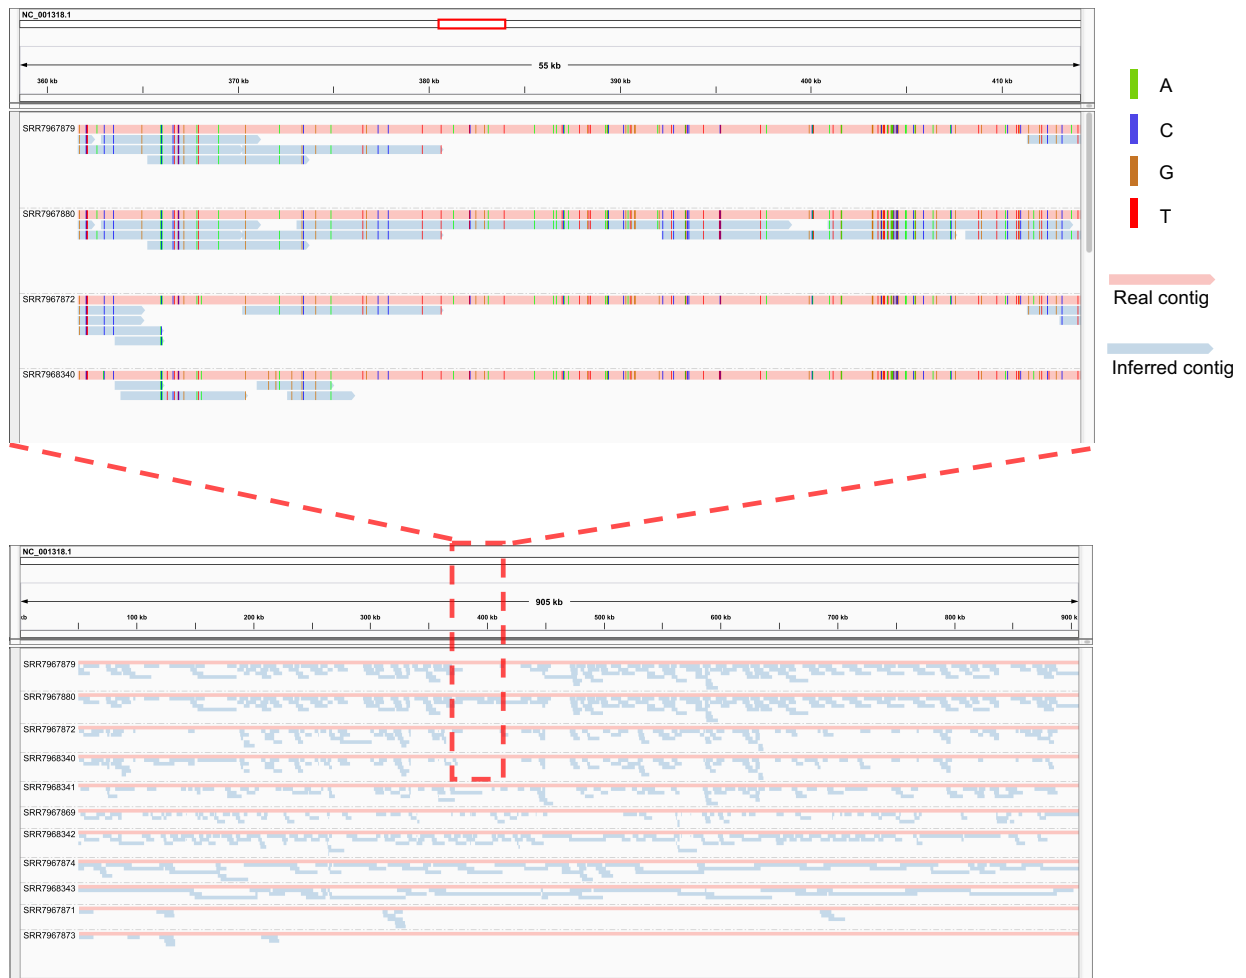 NC_001318.1
55 kb
360 kb 370 kb 380 kb 390 kb 400 kb 410 kb
SRR7967879
SRR7967880
SRR7967872
SRR7968340
A
C
G
T
Real contig
Inferred contig
NC_001318.1
905 kb
kb 100 kb 200 kb 300 kb 400 kb 500 kb 600 kb 700 kb 800 kb 900 kb
SRR7967879
SRR7967880
SRR7967872
SRR7968340
SRR7968341
SRR7967869
SRR7968342
SRR7967874
SRR7968343
SRR7967871
SRR7967873